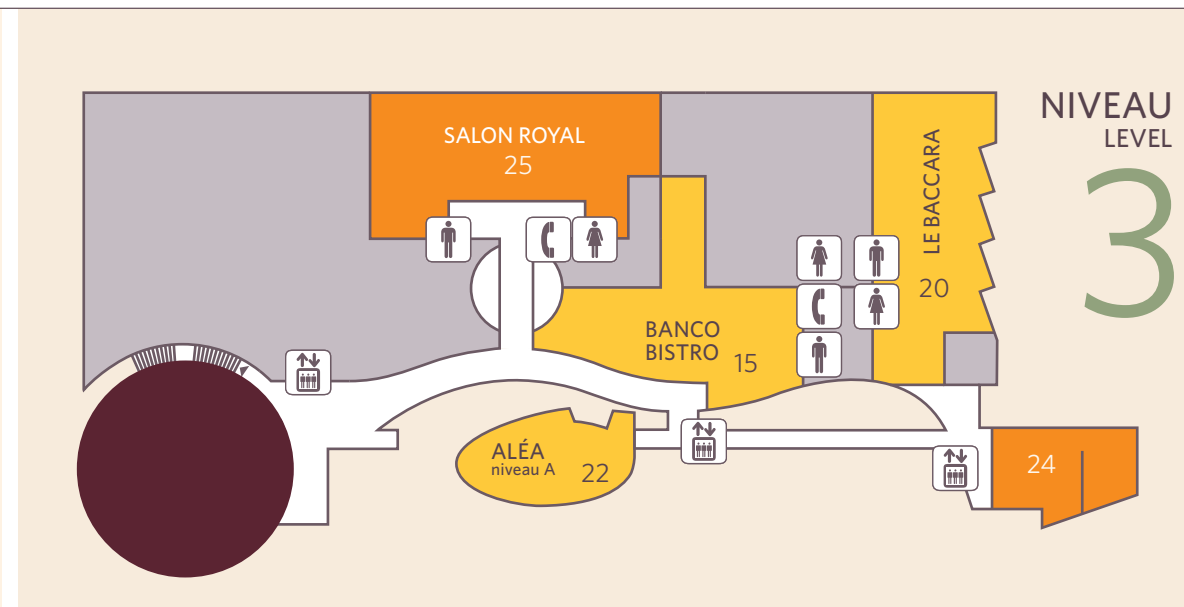 NIVEAU
LEVEL
3
SALON ROYAL
25
LE BACCARA
20
BANCO
BISTRO 15
ALÉA
niveau A 22
24